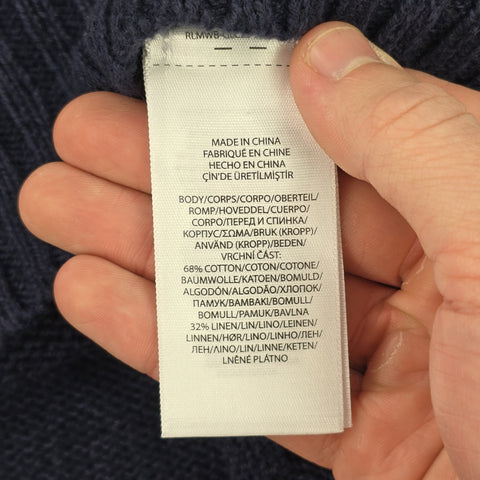 MADE IN CHINA
FABRIQUÉ EN CHINE
HECHO EN CHINA
ÇİN'DE ÜRETİLMİŞTİR
BODY/CORPS/CORPO/OBERTEIL/
ROMP/HOVEDDEL/CUERPO/
CORPO/ПЕРЕД И СПИНКА/
КОРПУС/ΣΩΜΑ/BRUK (KROPP)/
ANVÄND (KROPP)/BEDEN/
VRCHNÍ ČÁST:
68% COTTON/COTON/COTONE/
BAUMWOLLE/KATOEN/BOMULD/
ALGODÓN/ALGODÃO/ХЛОПОК/
ПАМУК/ΒΑΜΒΑΚΙ/BOMULL/
BOMULL/PAMUK/BAVLNA
32% LINEN/LIN/LINO/LEINEN/
LINNEN/HØR/LINO/LINHO/ЛЕН/
ЛЕН/ΛΙΝΟ/LIN/LINNE/KETEN/
LNĚNÉ PLÁTNO